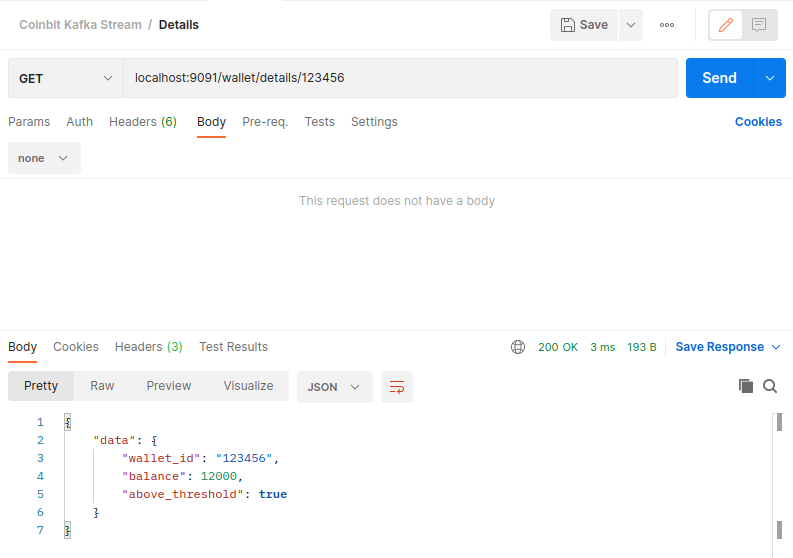 Coinbit Kafka Stream / Details
Save
GET localhost:9091/wallet/details/123456 Send
Params Auth Headers (6) Body Pre-req. Tests Settings Cookies
none
This request does not have a body
Body Cookies Headers (3) Test Results 200 OK 3 ms 193 B Save Response
Pretty Raw Preview Visualize JSON
1 {
2 "data": {
3 "wallet_id": "123456",
4 "balance": 12000,
5 "above_threshold": true
6 }
7 }